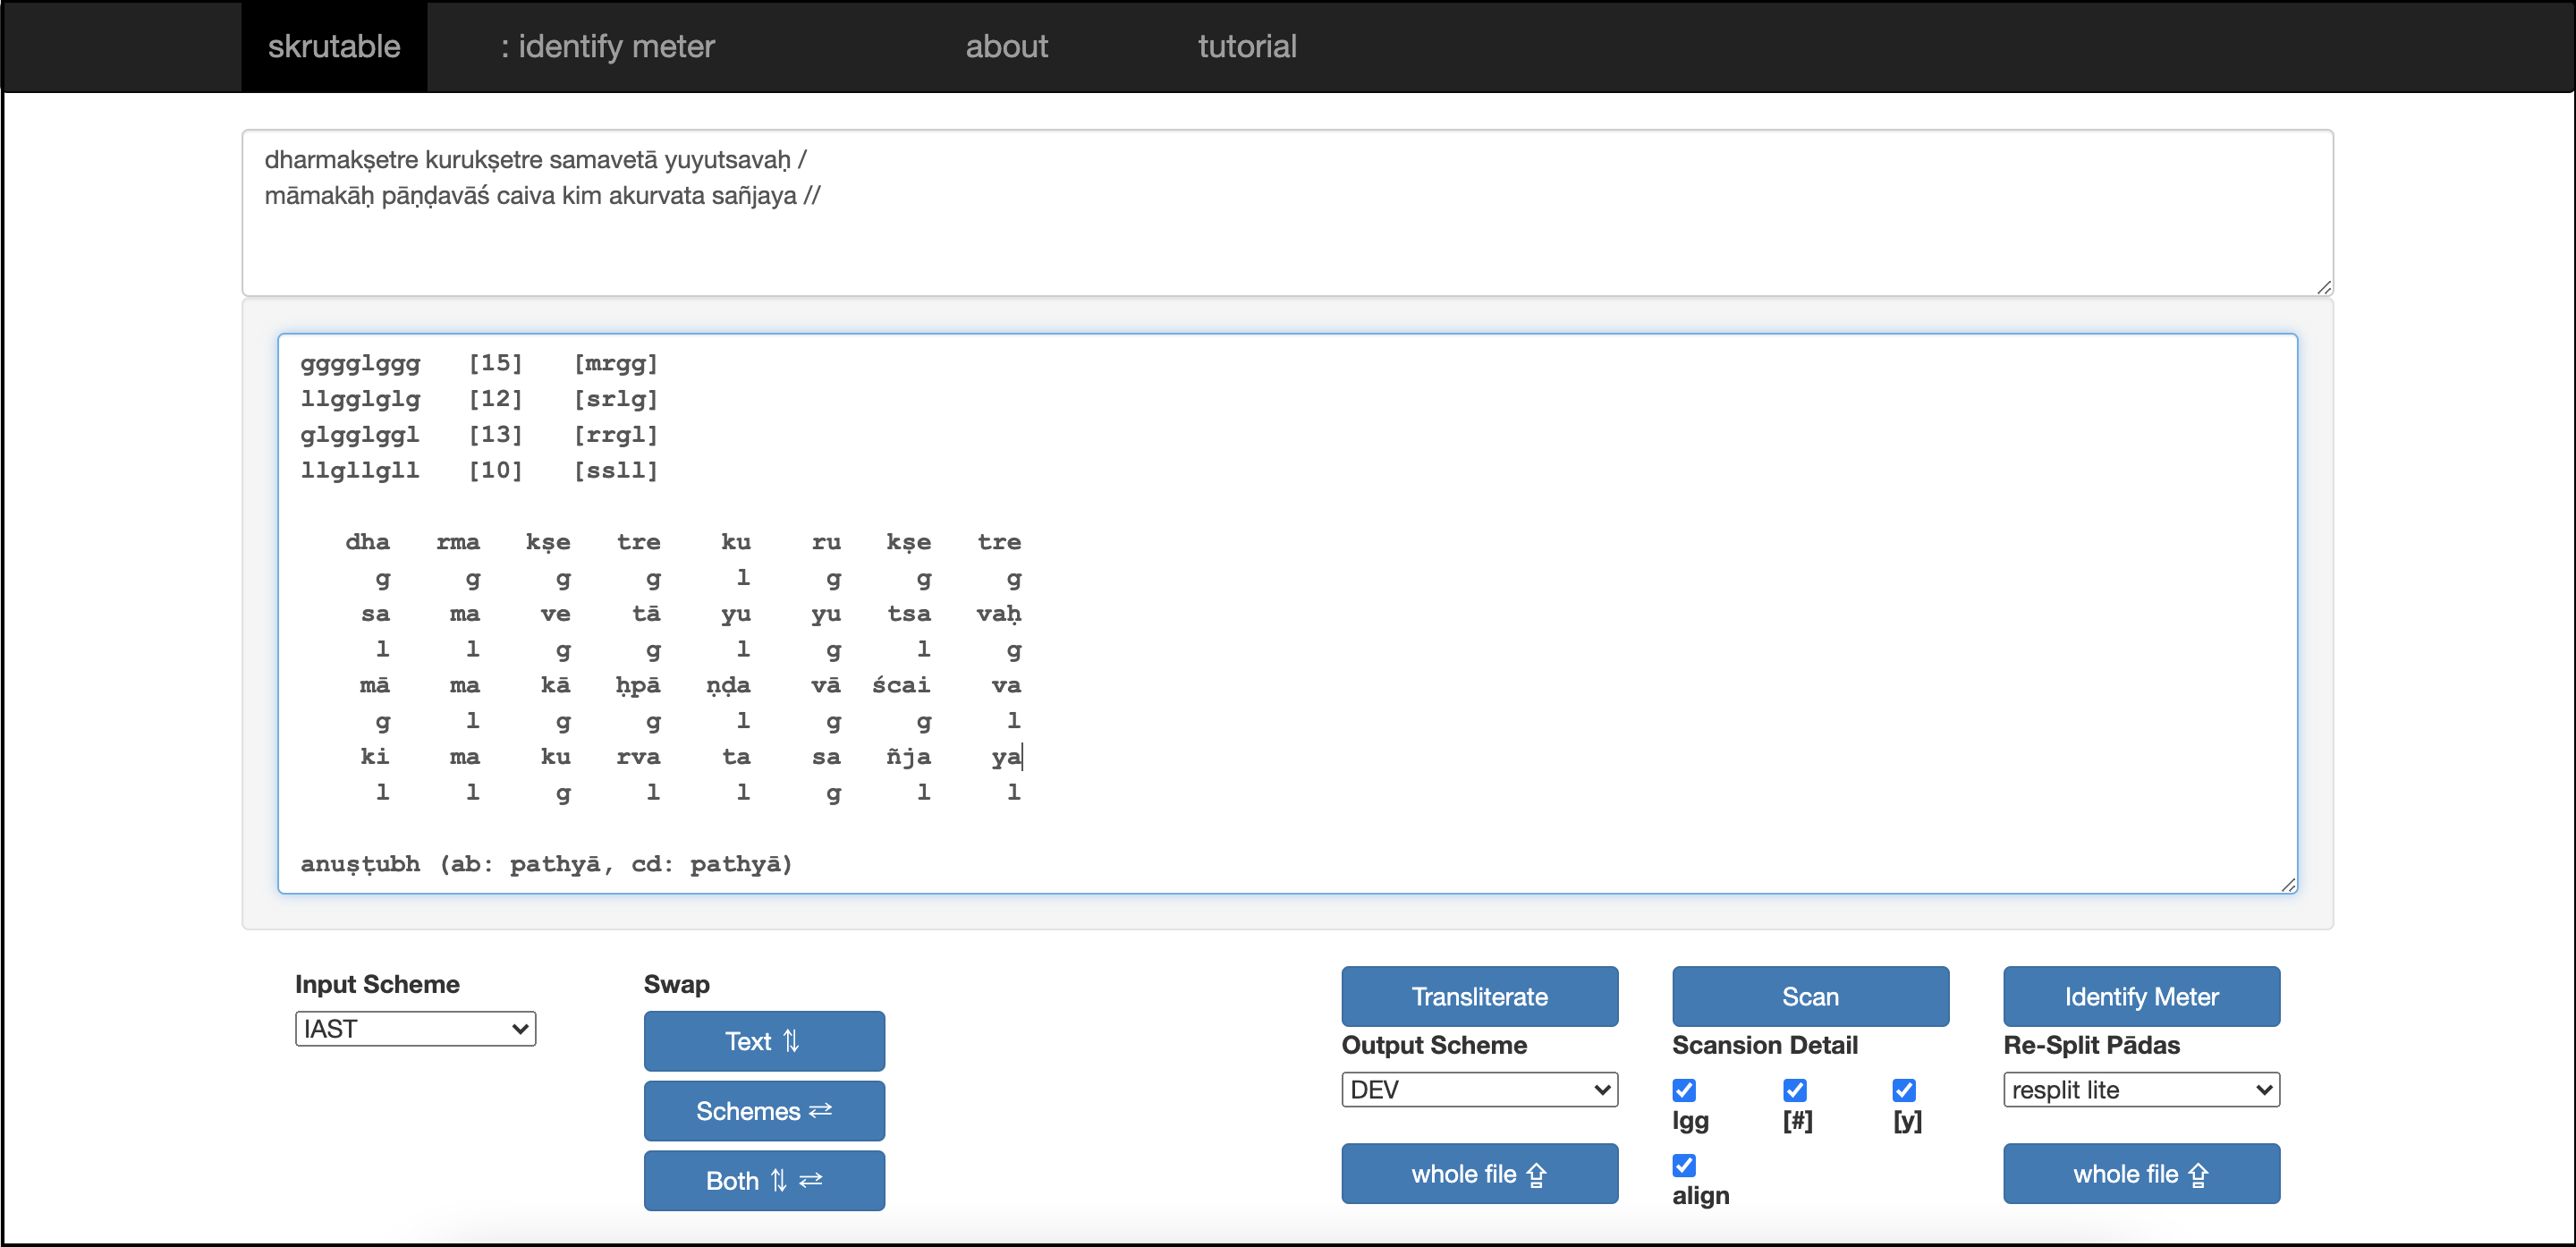 skrutable : identify meter about tutorial
dharmakṣetre kurukṣetre samavetā yuyutsavaḥ /
māmakāḥ pāṇḍavāś caiva kim akurvata sañjaya //
gggglggg [15] [mrgg]
llgglglg [12] [srlg]
glgglggl [13] [rrgl]
llgllgll [10] [ssll]
dha rma kṣe tre ku ru kṣe tre
g g g g l g g g
sa ma ve tā yu yu tsa vaḥ
l l g g l g l g
mā ma kā ḥpā ṇḍa vā ścai va
g l g g l g g l
ki ma ku rva ta sa ñja ya
l l g l l g l l
anuṣṭubh (ab: pathyā, cd: pathyā)
Input Scheme Swap Transliterate Scan Identify Meter
IAST Text ⇅ Output Scheme Scansion Detail Re-Split Pādas
DEV resplit lite
Schemes ⇄ lgg [#] [y]
Both ⇅ ⇄ whole file ⇪ align whole file ⇪